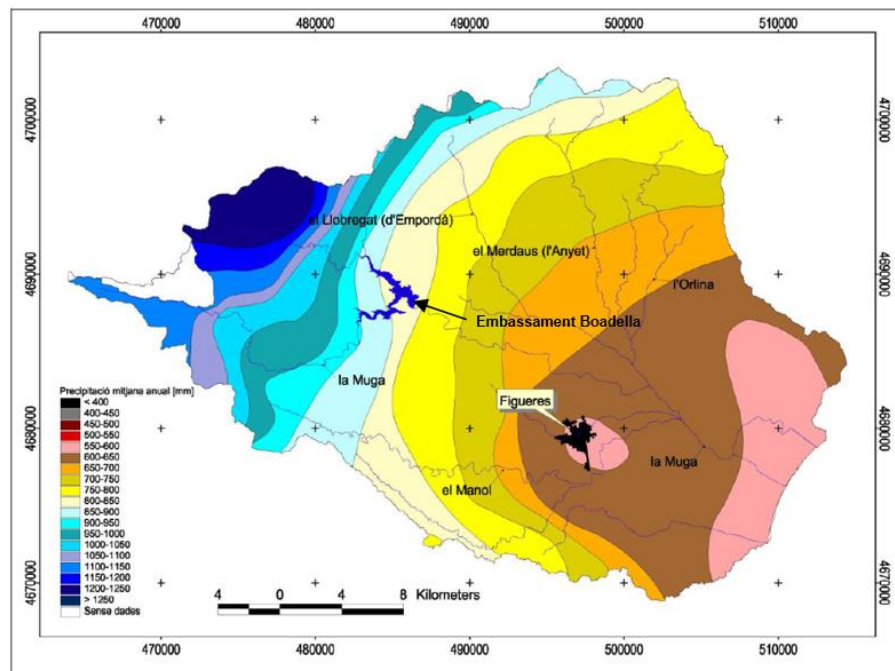 470000 480000 490000 500000 510000
4700000 4700000
el Llobregat (d'Empordà)
el Merdaus (l'Anyet)
4690000 4690000
l'Orlina
Embassament Boadella
la Muga
Precipitació mitjana anual [mm]
< 400
400-450
450-500
500-550
550-600
600-650
650-700
700-750
750-800
800-850
850-900
900-950
950-1000
1000-1050
1050-1100
1100-1150
1150-1200
1200-1250
> 1250
Sense dades
Figueres
4680000 4680000
la Muga
el Manol
4670000 4670000
4 0 4 8 Kilometers
470000 480000 490000 500000 510000